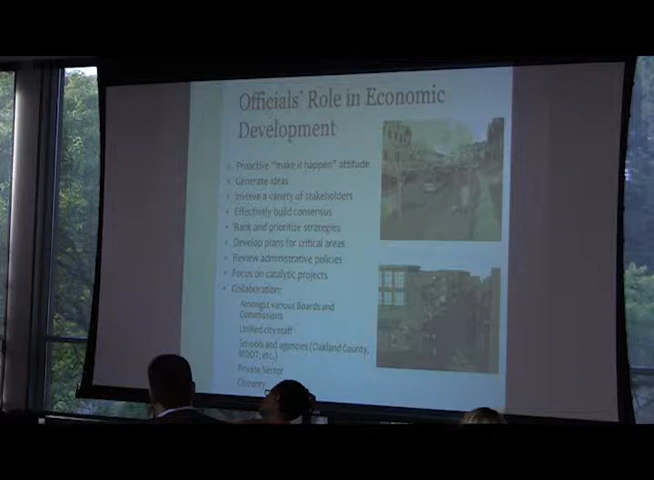 Officials' Role in Economic
Development
Proactive "make it happen" attitude
Generate ideas
Involve a variety of stakeholders
Effectively build consensus
Rank and prioritize strategies
Develop plans for critical areas
Review administrative policies
Focus on catalytic projects
Collaboration:
Amongst various Boards and
Commissions
Unified city staff
Schools and agencies (Oakland County,
MDOT, etc.)
Private Sector